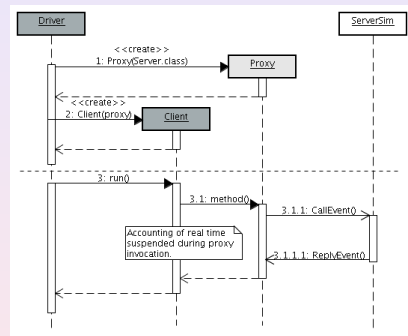 Driver
ServerSim
<<create>>
1: Proxy(Server.class)
Proxy
<<create>>
2: Client(proxy)
Client
3: run()
3.1: method()
3.1.1: CallEvent()
Accounting of real time
suspended during proxy
invocation.
3.1.1.1: ReplyEvent()